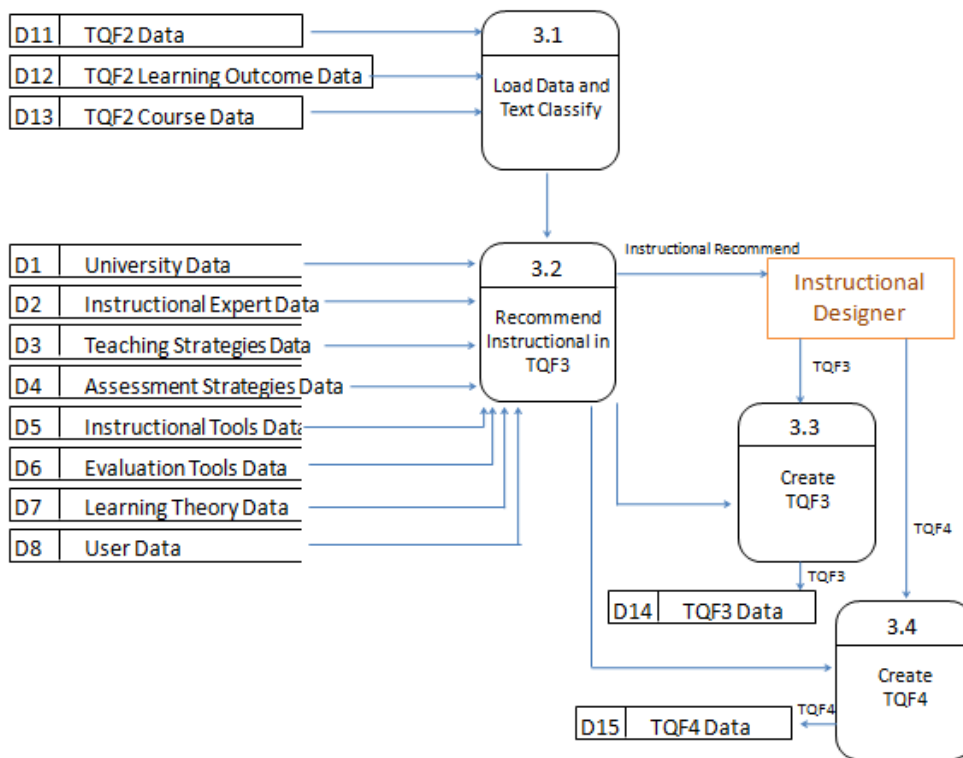 D11 TQF2 Data
D12 TQF2 Learning Outcome Data
D13 TQF2 Course Data
3.1
Load Data and
Text Classify
D1 University Data
D2 Instructional Expert Data
D3 Teaching Strategies Data
D4 Assessment Strategies Data
D5 Instructional Tools Data
D6 Evaluation Tools Data
D7 Learning Theory Data
D8 User Data
3.2
Recommend
Instructional in
TQF3
Instructional Recommend
Instructional
Designer
TQF3
TQF4
3.3
Create
TQF3
TQF3
D14 TQF3 Data
3.4
Create
TQF4
TQF4
D15 TQF4 Data